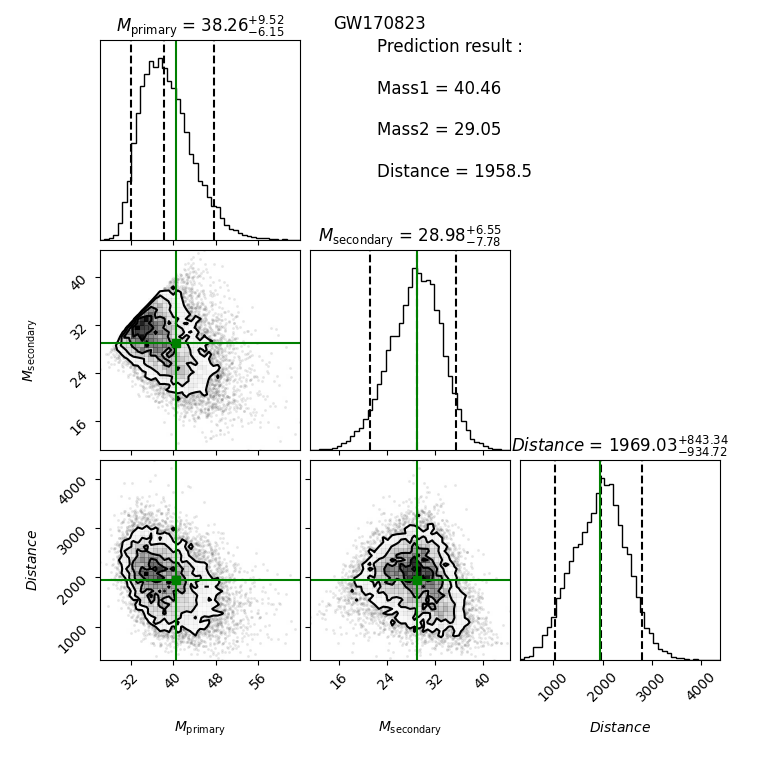 M_primary = 38.26^{+9.52}_{-6.15}
GW170823
Prediction result :
Mass1 = 40.46
Mass2 = 29.05
Distance = 1958.5
M_secondary = 28.98^{+6.55}_{-7.78}
40
32
24
16
M_secondary
Distance = 1969.03^{+843.34}_{-934.72}
4000
3000
2000
1000
Distance
32 40 48 56
16 24 32 40
1000 2000 3000 4000
M_primary
M_secondary
Distance